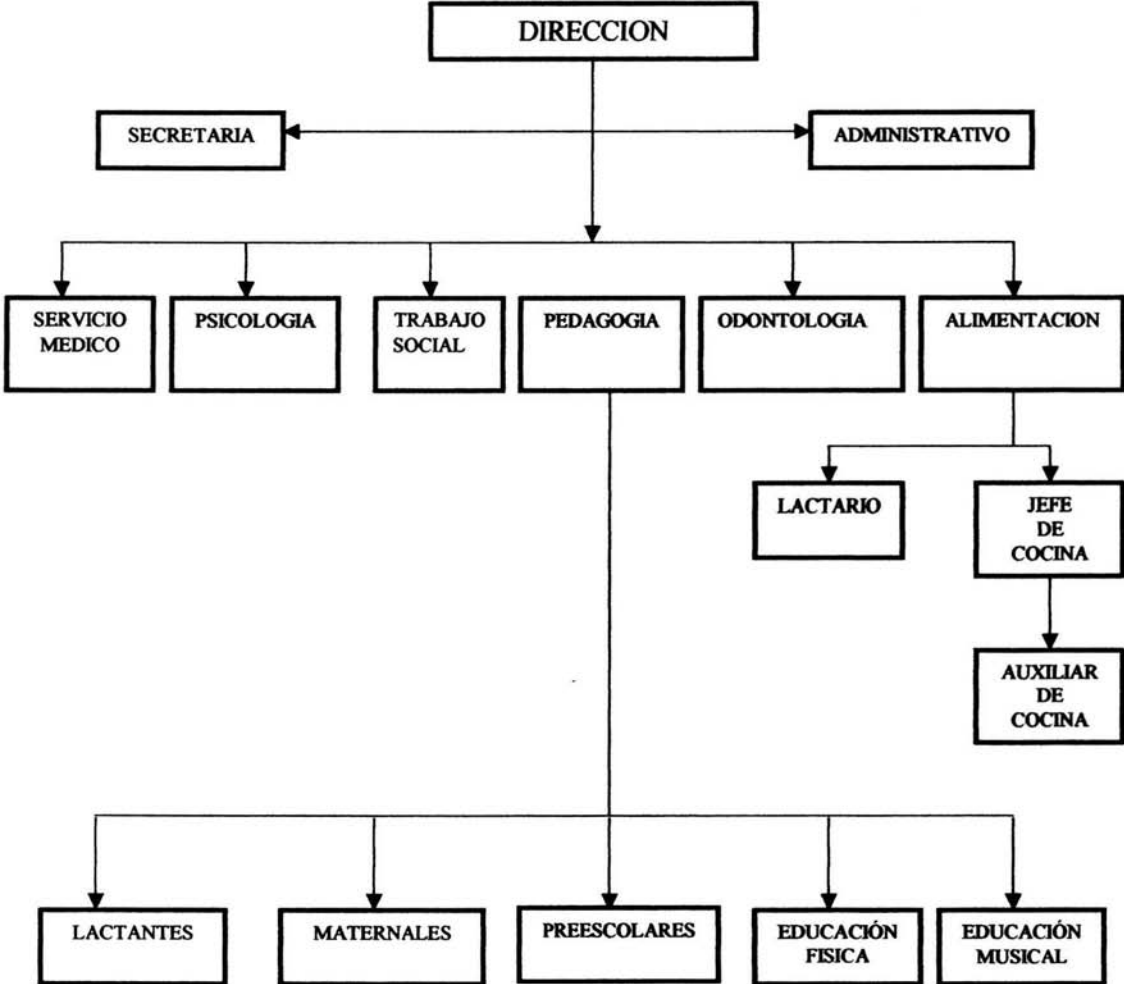 DIRECCION
SECRETARIA
ADMINISTRATIVO
SERVICIO
MEDICO
PSICOLOGIA
TRABAJO
SOCIAL
PEDAGOGIA
ODONTOLOGIA
ALIMENTACION
LACTARIO
JEFE
DE
COCINA
AUXILIAR
DE
COCINA
LACTANTES
MATERNALES
PREESCOLARES
EDUCACIÓN
FISICA
EDUCACIÓN
MUSICAL